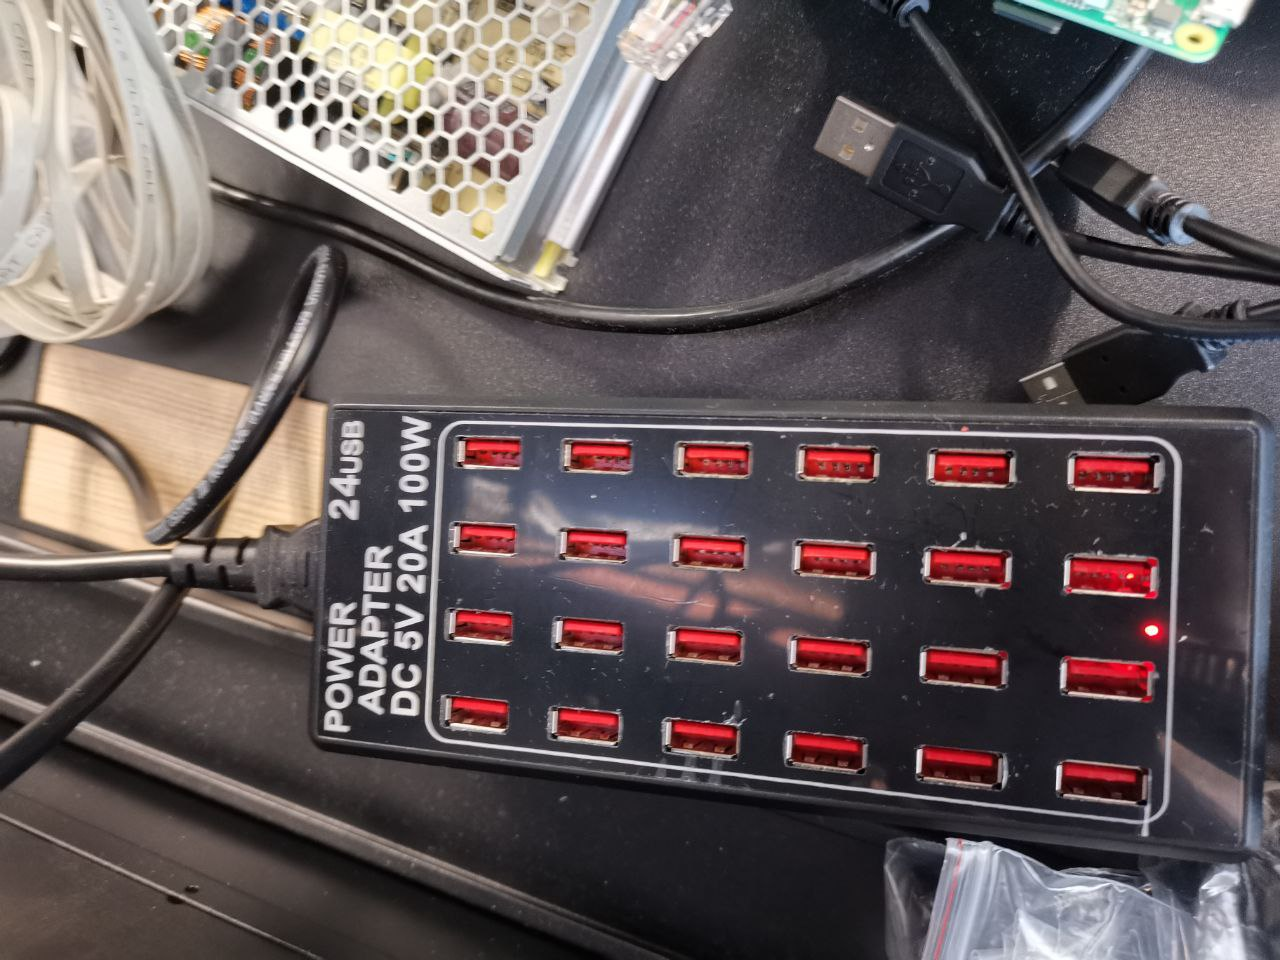 POWER 24USB
ADAPTER
DC 5V 20A 100W